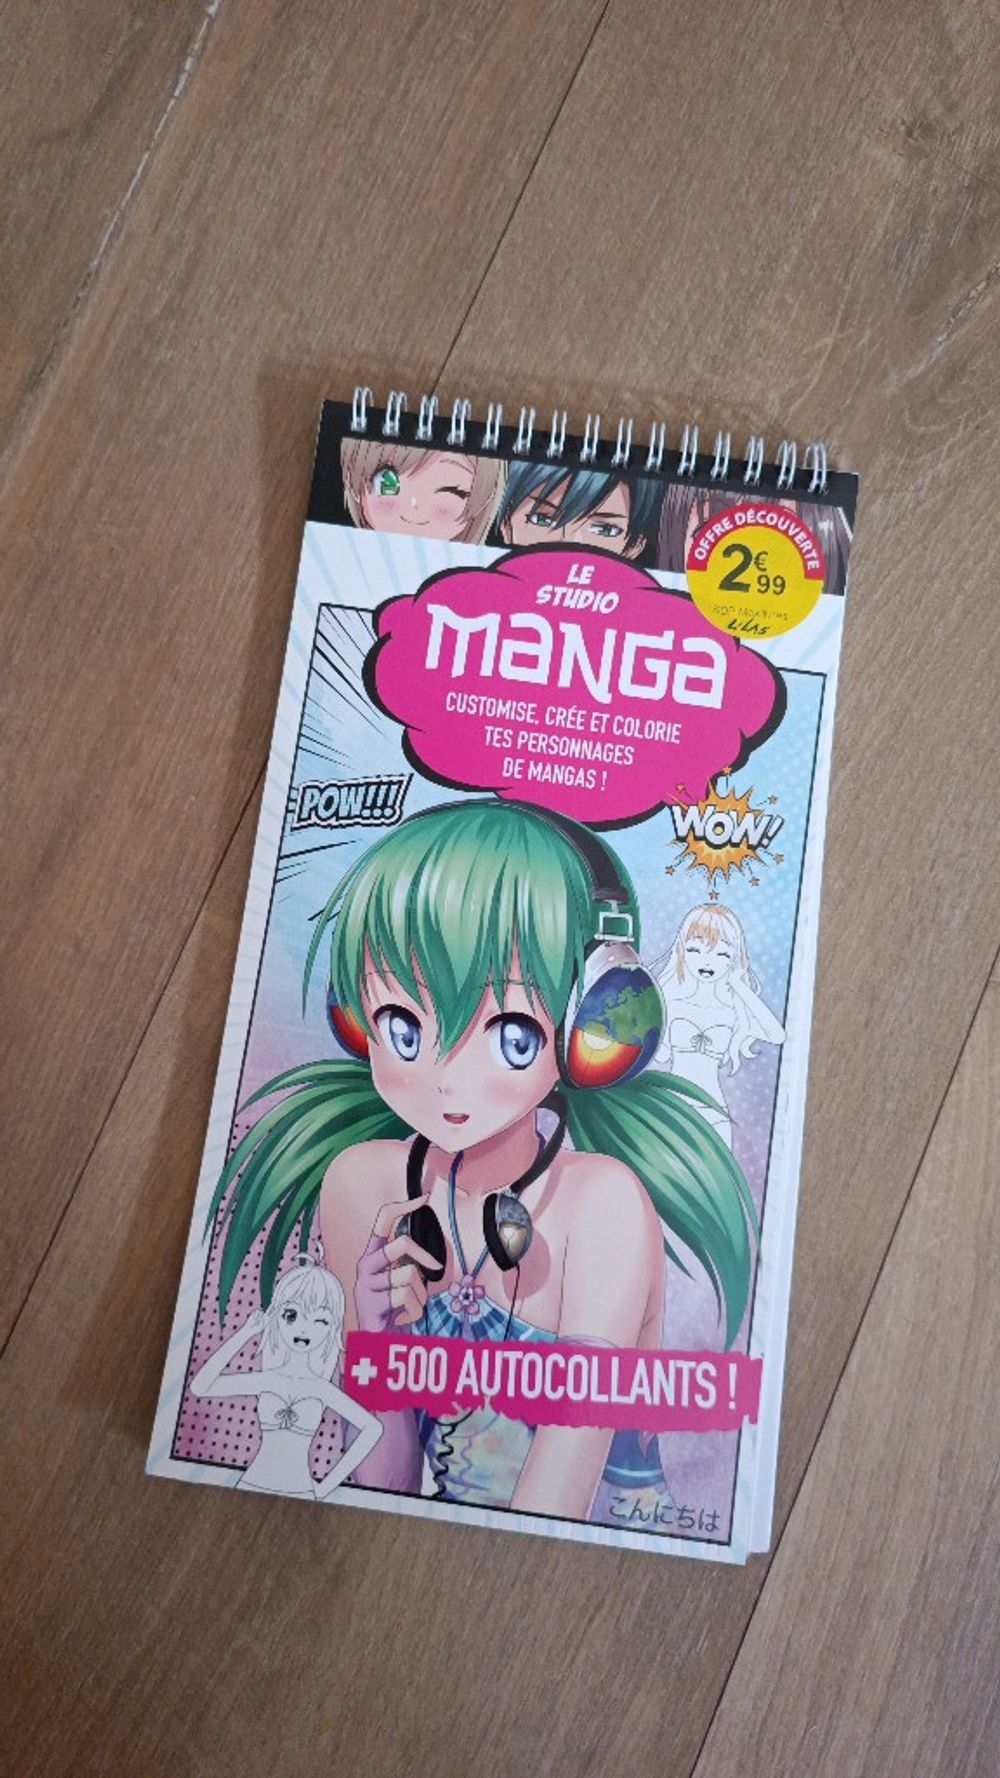 OFFRE DÉCOUVERTE
2€99
LILAS
LE
STUDIO
MANGA
CUSTOMISE, CRÉE ET COLORIE
TES PERSONNAGES
DE MANGAS !
POW!!!
WOW!
+ 500 AUTOCOLLANTS !
こんにちは